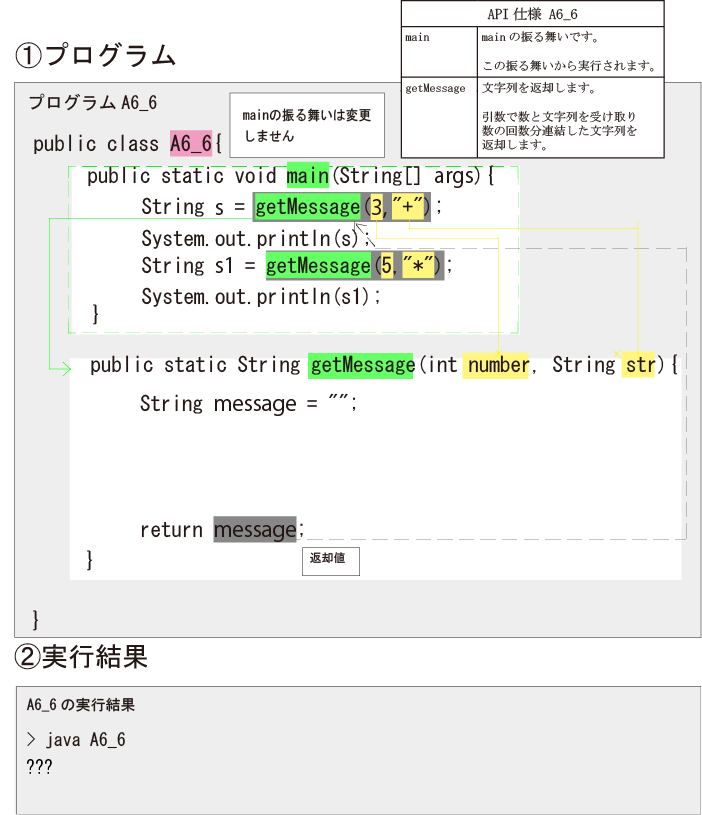 API 仕様 A6_6
main
main の振る舞いです。
この振る舞いから実行されます。
getMessage
文字列を返却します。
引数で数と文字列を受け取り
数の回数分連結した文字列を
返却します。
①プログラム
プログラム A6_6
mainの振る舞いは変更
しません
public class A6_6{
public static void main(String[] args){
String s = getMessage(3,"+");
System.out.println(s);
String s1 = getMessage(5,"*");
System.out.println(s1);
}
public static String getMessage(int number, String str){
String message = "";
return message;
}
返却値
}
②実行結果
A6_6 の実行結果
> java A6_6
???